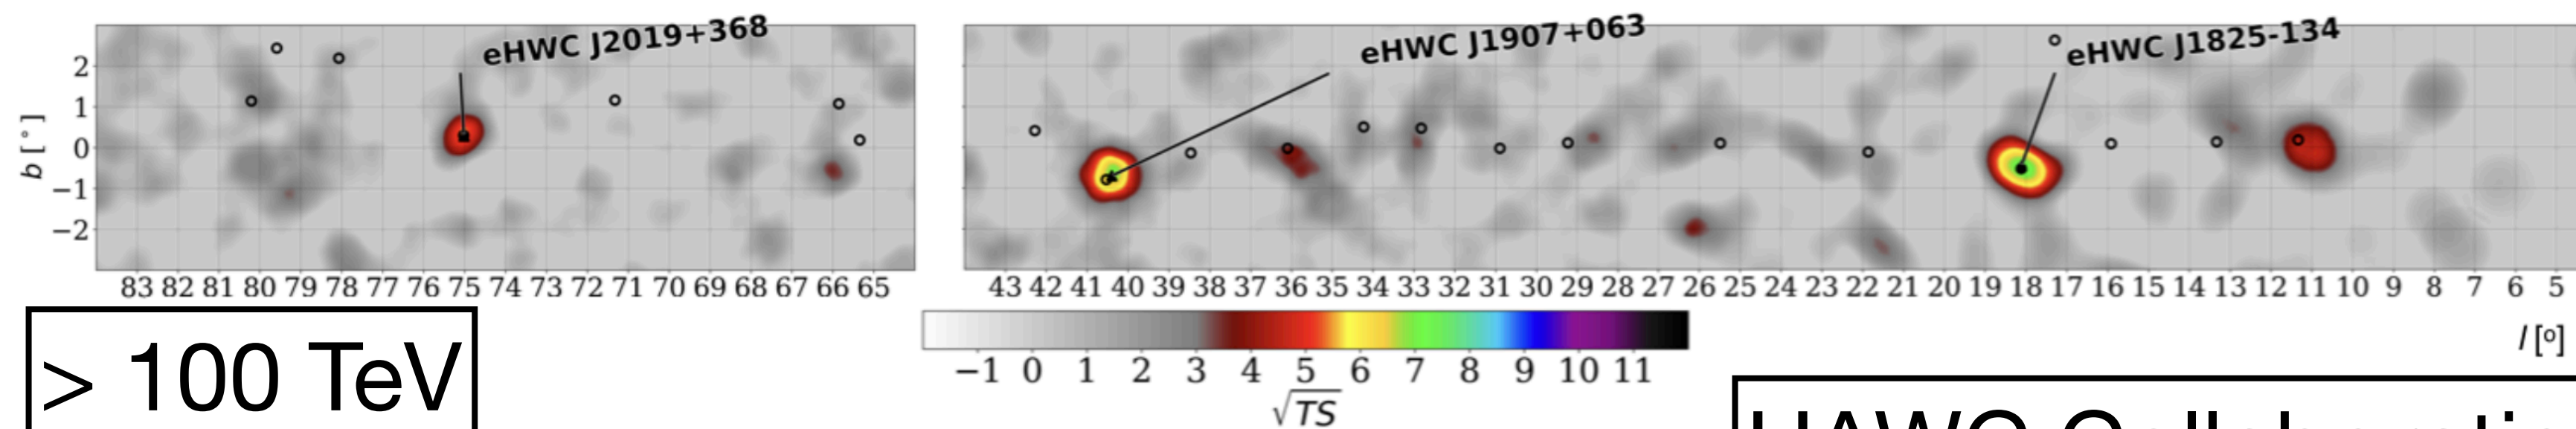 eHWC J2019+368
eHWC J1907+063
eHWC J1825-134
2
1
0
−1
−2
b [°]
83 82 81 80 79 78 77 76 75 74 73 72 71 70 69 68 67 66 65
43 42 41 40 39 38 37 36 35 34 33 32 31 30 29 28 27 26 25 24 23 22 21 20 19 18 17 16 15 14 13 12 11 10 9 8 7 6 5
l [º]
> 100 TeV
−1 0 1 2 3 4 5 6 7 8 9 10 11
√TS
HAWC